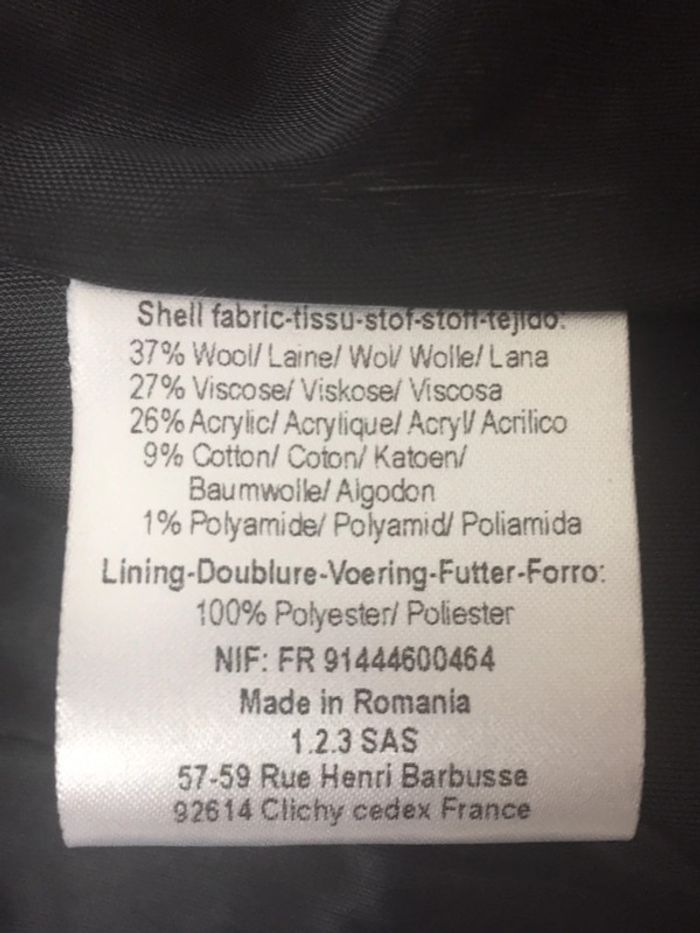 Shell fabric-tissu-stof-stoff-tejido:
37% Wool/ Laine/ Wol/ Wolle/ Lana
27% Viscose/ Viskose/ Viscosa
26% Acrylic/ Acrylique/ Acryl/ Acrilico
9% Cotton/ Coton/ Katoen/
Baumwolle/ Algodon
1% Polyamide/ Polyamid/ Poliamida
Lining-Doublure-Voering-Futter-Forro:
100% Polyester/ Poliester
NIF: FR 91444600464
Made in Romania
1.2.3 SAS
57-59 Rue Henri Barbusse
92614 Clichy cedex France